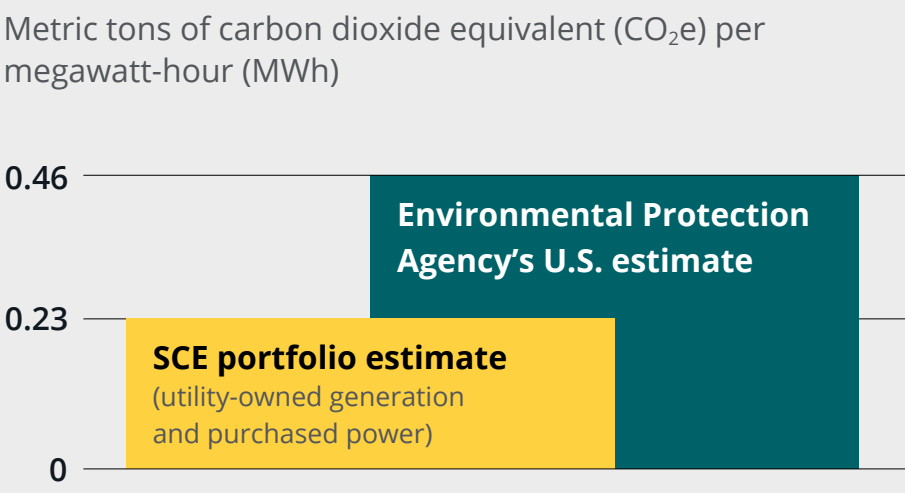 Metric tons of carbon dioxide equivalent (CO₂e) per
megawatt-hour (MWh)
0.46
Environmental Protection
Agency's U.S. estimate
0.23
SCE portfolio estimate
(utility-owned generation
and purchased power)
0